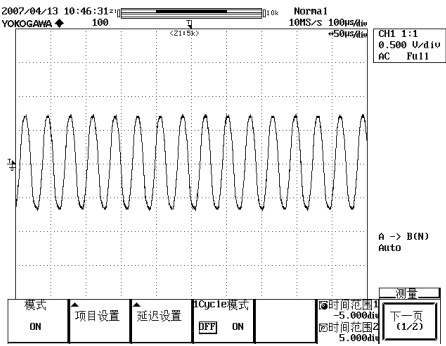 2007/04/13 10:46:31 10k Normal
YOKOGAWA ◆ 100 10MS/s 100µs/div
<Z1:5k> 50µs/div
CH1 1:1
0.500 V/div
AC Full
A -> B(N)
Auto
测量
模式
ON
项目设置
延迟设置
1Cycle模式
OFF ON
时间范围1
-5.000div
时间范围2
5.000div
下一页
(1/2)